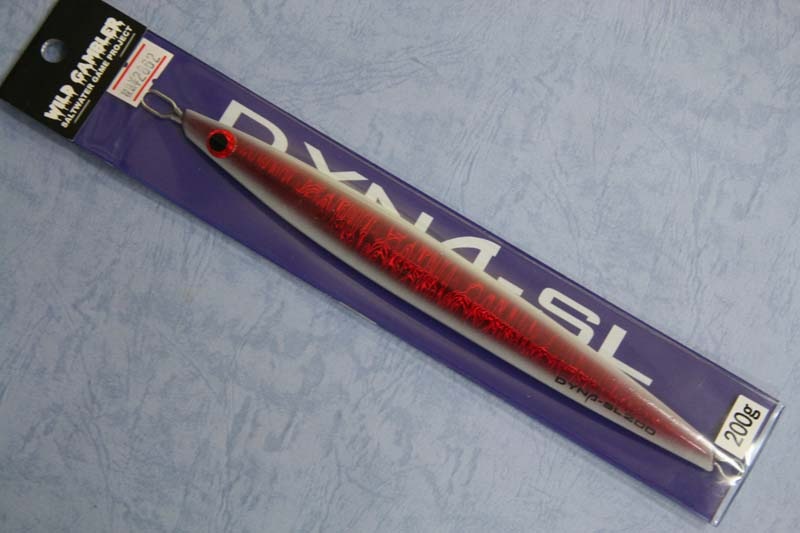 WILD GAMBLER
SALTWATER GAME PROJECT
DYNA-SL
DYNA-SL200
200g